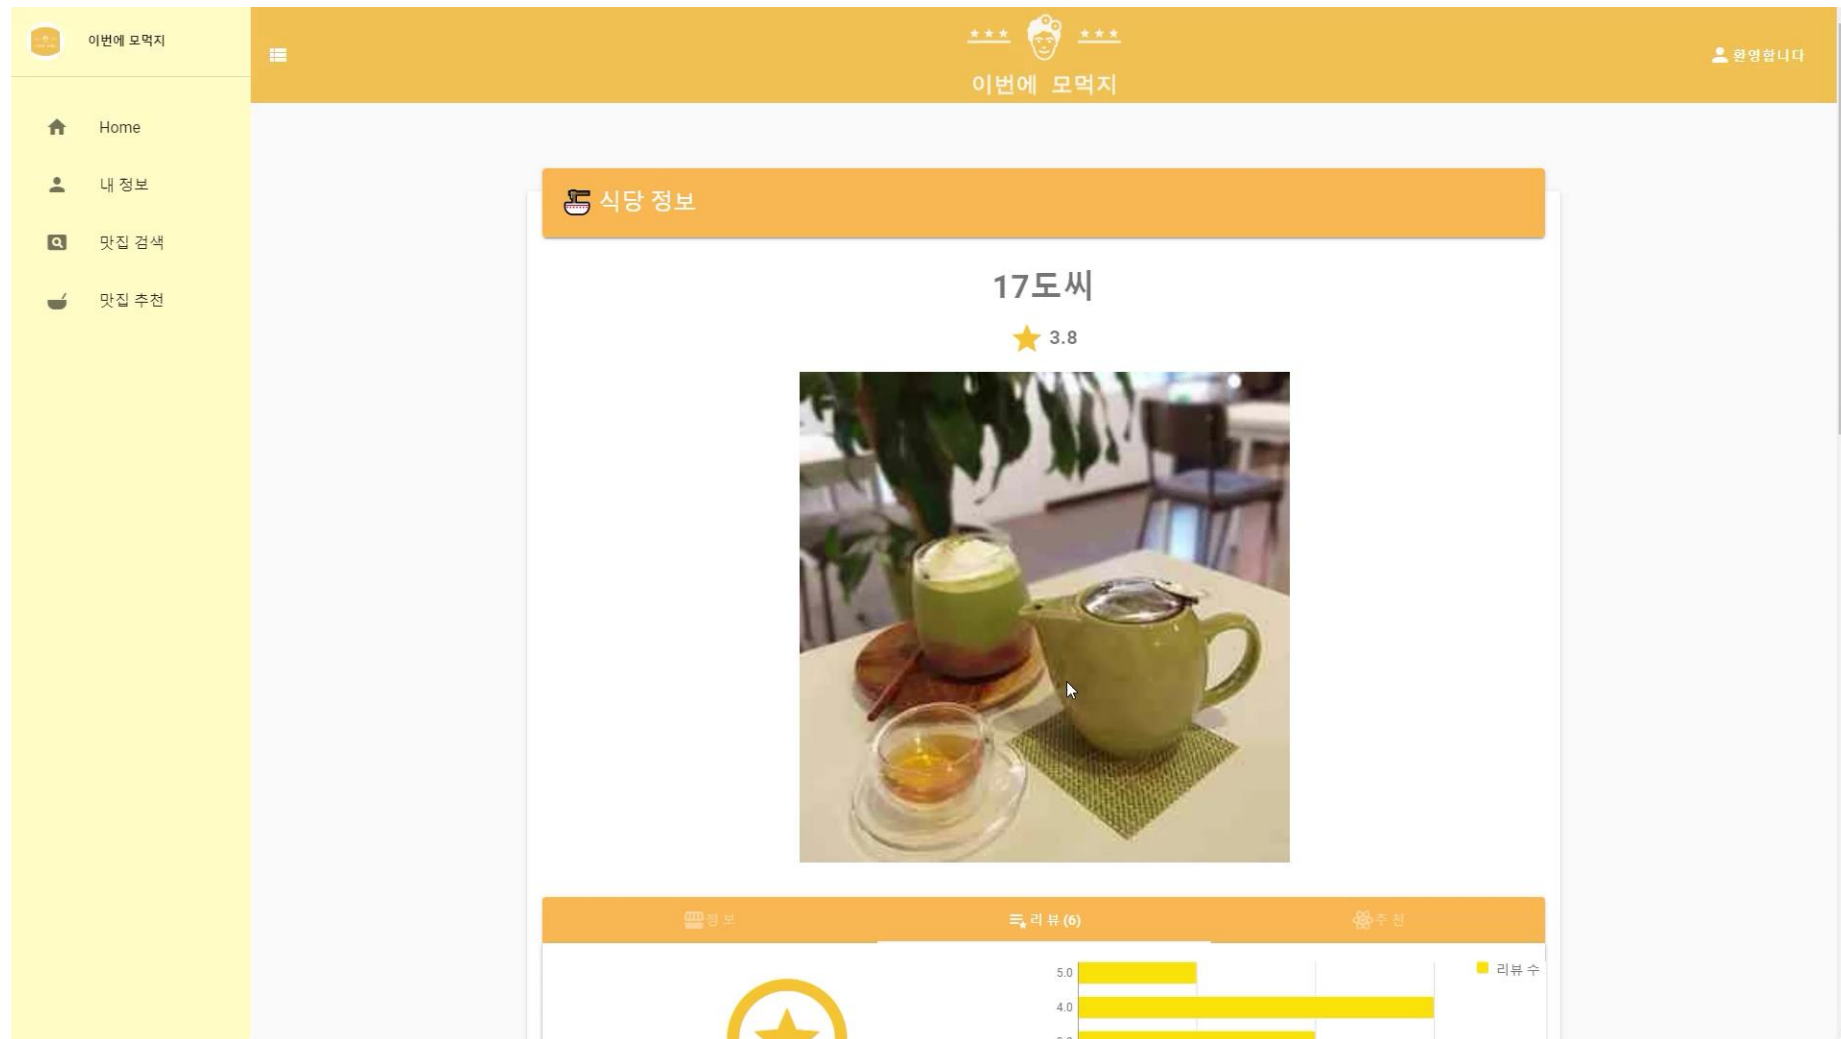 이번에 모먹지
Home
내 정보
맛집 검색
맛집 추천
이번에 모먹지
환영합니다
식당 정보
17도씨
3.8
정보
리뷰 (6)
추천
5.0
4.0
리뷰 수